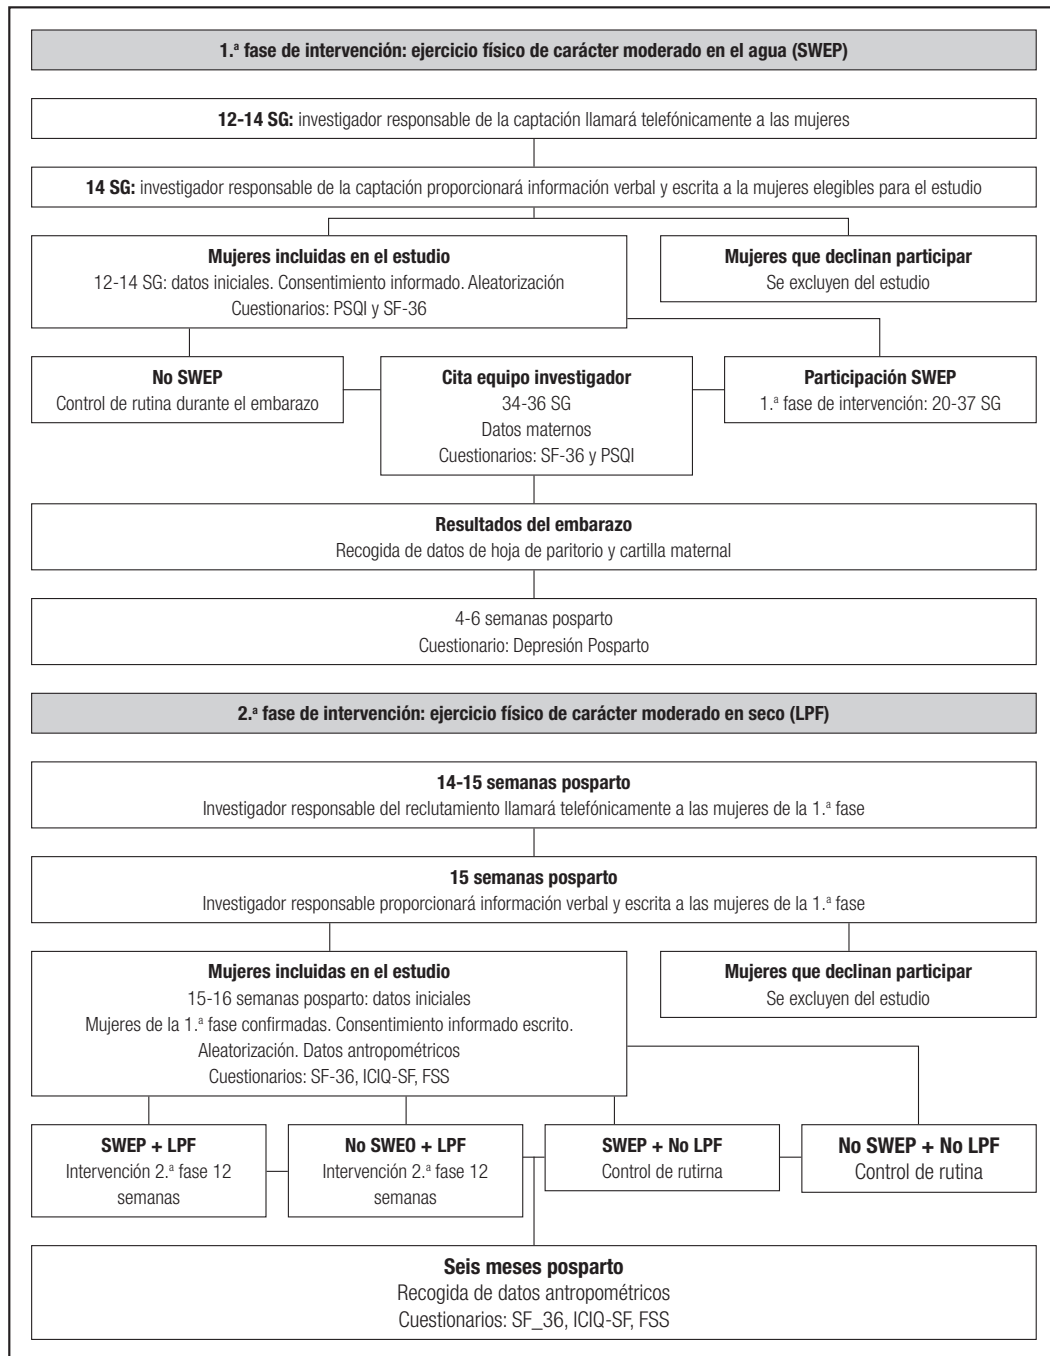 1.ª fase de intervención: ejercicio físico de carácter moderado en el agua (SWEP)
12-14 SG: investigador responsable de la captación llamará telefónicamente a las mujeres
14 SG: investigador responsable de la captación proporcionará información verbal y escrita a la mujeres elegibles para el estudio
Mujeres incluidas en el estudio
12-14 SG: datos iniciales. Consentimiento informado. Aleatorización
Cuestionarios: PSQI y SF-36
Mujeres que declinan participar
Se excluyen del estudio
No SWEP
Control de rutina durante el embarazo
Cita equipo investigador
34-36 SG
Datos maternos
Cuestionarios: SF-36 y PSQI
Participación SWEP
1.ª fase de intervención: 20-37 SG
Resultados del embarazo
Recogida de datos de hoja de paritorio y cartilla maternal
4-6 semanas posparto
Cuestionario: Depresión Posparto
2.ª fase de intervención: ejercicio físico de carácter moderado en seco (LPF)
14-15 semanas posparto
Investigador responsable del reclutamiento llamará telefónicamente a las mujeres de la 1.ª fase
15 semanas posparto
Investigador responsable proporcionará información verbal y escrita a las mujeres de la 1.ª fase
Mujeres incluidas en el estudio
15-16 semanas posparto: datos iniciales
Mujeres de la 1.ª fase confirmadas. Consentimiento informado escrito.
Aleatorización. Datos antropométricos
Cuestionarios: SF-36, ICIQ-SF, FSS
Mujeres que declinan participar
Se excluyen del estudio
SWEP + LPF
Intervención 2.ª fase 12
semanas
No SWEO + LPF
Intervención 2.ª fase 12
semanas
SWEP + No LPF
Control de rutirna
No SWEP + No LPF
Control de rutina
Seis meses posparto
Recogida de datos antropométricos
Cuestionarios: SF_36, ICIQ-SF, FSS